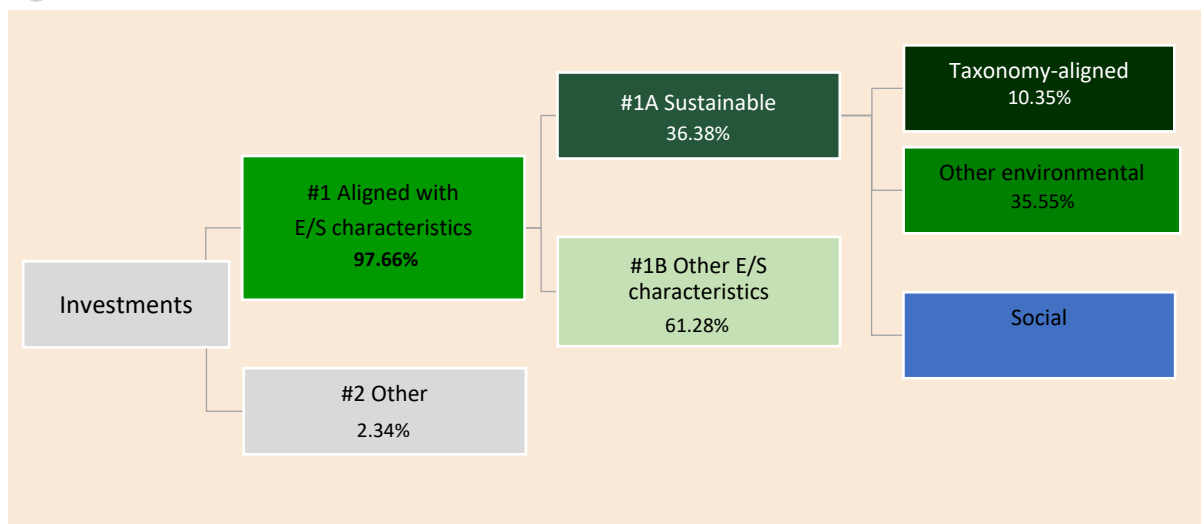 Investments
#1 Aligned with
E/S characteristics
97.66%
#2 Other
2.34%
#1A Sustainable
36.38%
#1B Other E/S
characteristics
61.28%
Taxonomy-aligned
10.35%
Other environmental
35.55%
Social